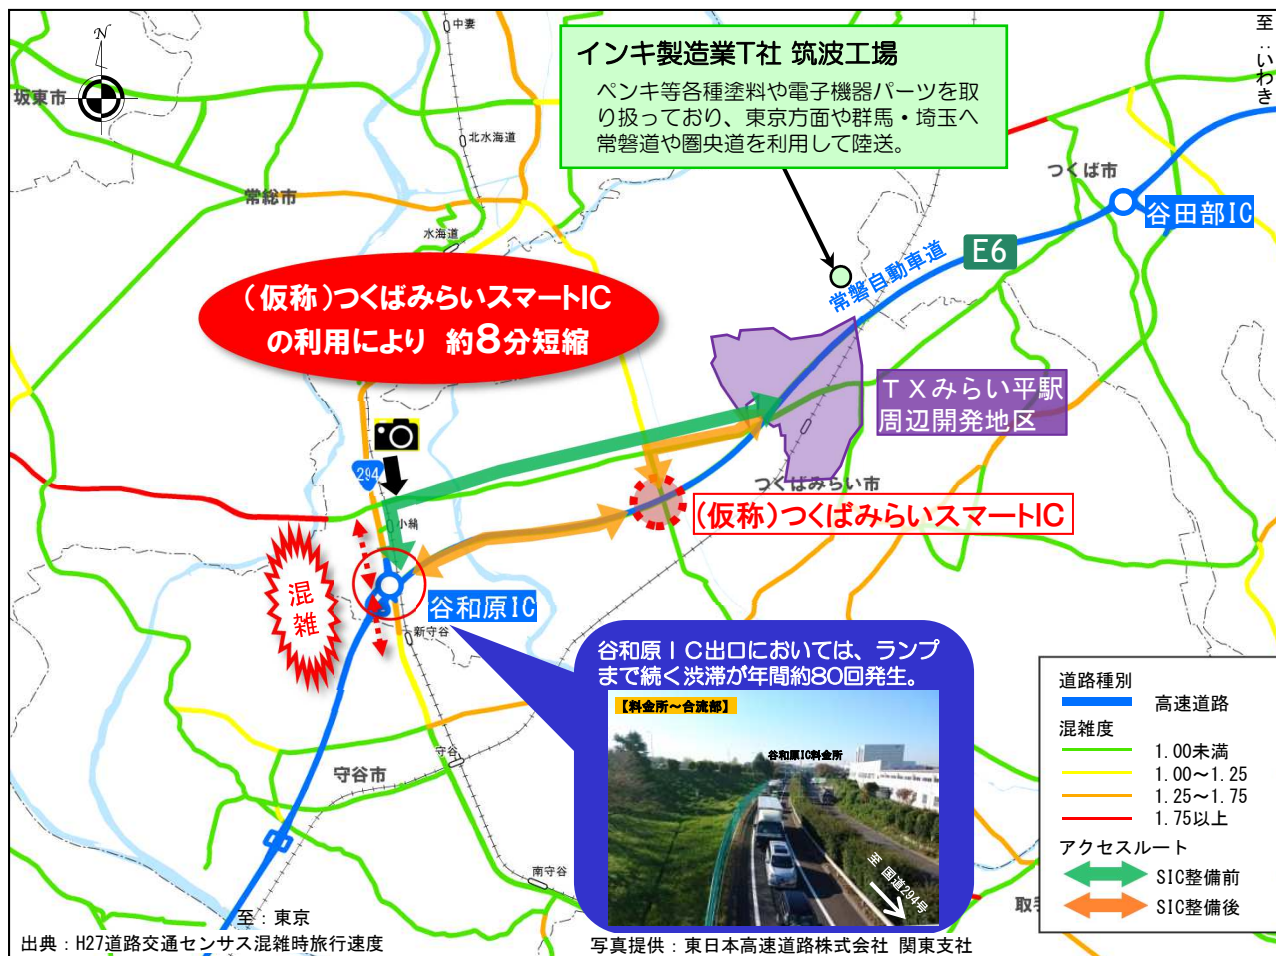 N
至：いわき
中妻
坂東市
インキ製造業T社 筑波工場
ペンキ等各種塗料や電子機器パーツを取
り扱っており、東京方面や群馬・埼玉へ
常磐道や圏央道を利用して陸送。
北水海道
つくば市
常総市
谷田部IC
水海道
E6
常磐自動車道
(仮称)つくばみらいスマートIC
の利用により 約8分短縮
TXみらい平駅
周辺開発地区
294
つくばみらい市
(仮称)つくばみらいスマートIC
小絹
混雑
谷和原IC
新守谷
谷和原IC出口においては、ランプ
まで続く渋滞が年間約80回発生。
【料金所～合流部】
谷和原IC料金所
至 国道294号
守谷
守谷市
南守谷
取手
道路種別
高速道路
混雑度
1.00未満
1.00～1.25
1.25～1.75
1.75以上
アクセスルート
SIC整備前
SIC整備後
至：東京
出典：H27道路交通センサス混雑時旅行速度
写真提供：東日本高速道路株式会社 関東支社